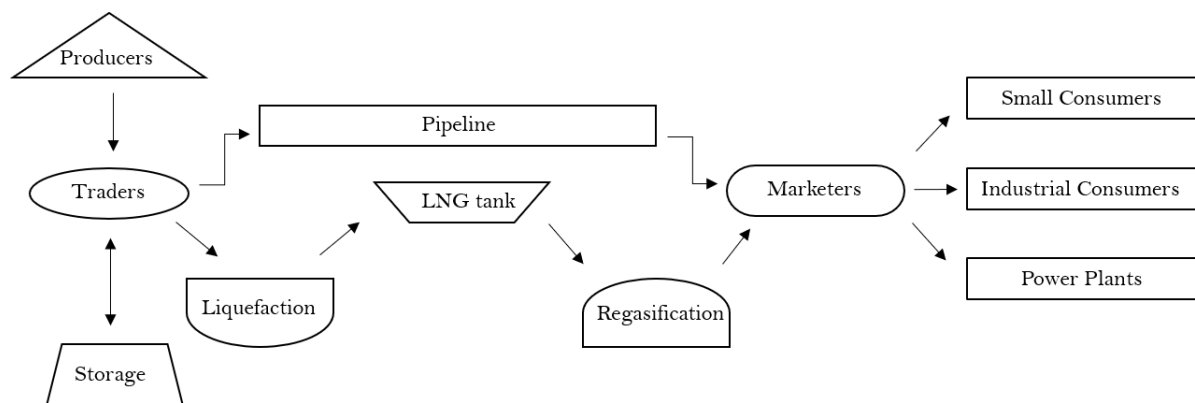 Producers
Small Consumers
Pipeline
Traders
LNG tank
Marketers
Industrial Consumers
Liquefaction
Regasification
Power Plants
Storage